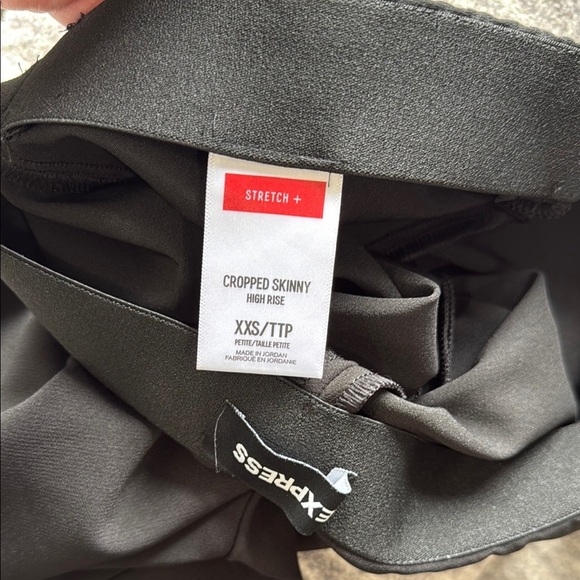 STRETCH +
CROPPED SKINNY
HIGH RISE
XXS/TTP
PETITE/TAILLE PETITE
MADE IN JORDAN
FABRIQUÉ EN JORDANIE
EXPRESS